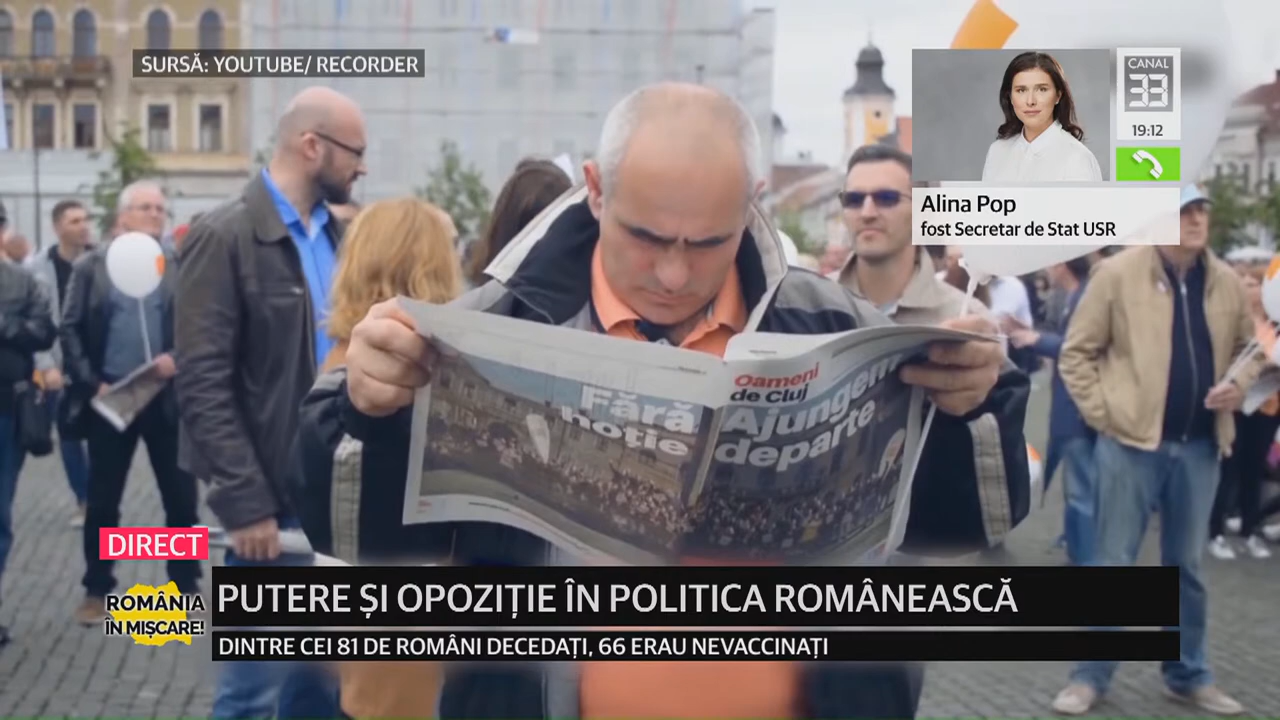 SURSĂ: YOUTUBE/ RECORDER
CANAL
33
19:12
Alina Pop
fost Secretar de Stat USR
Oameni
de Cluj
Fără
hoție
Ajungem
departe
DIRECT
ROMÂNIA
ÎN MIȘCARE!
PUTERE ȘI OPOZIȚIE ÎN POLITICA ROMÂNEASCĂ
DINTRE CEI 81 DE ROMÂNI DECEDAȚI, 66 ERAU NEVACCINAȚI